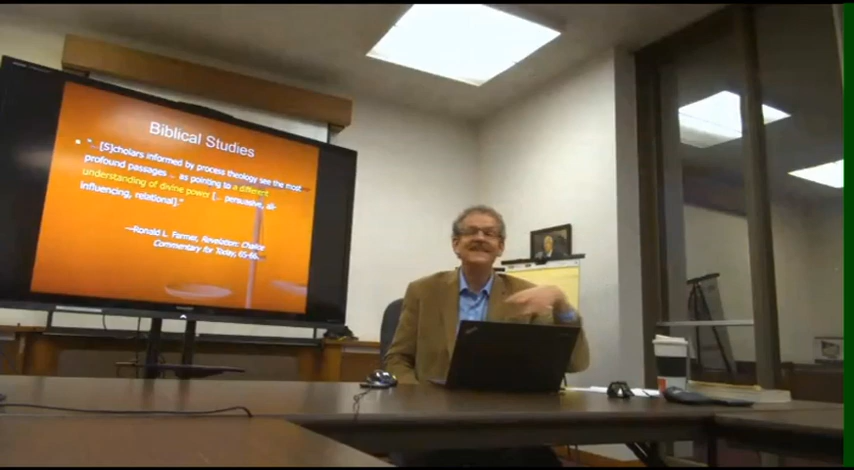 Biblical Studies
• "...[S]cholars informed by process theology see the most
profound passages ... as pointing to a different
understanding of divine power [... persuasive, all-
influencing, relational]."
—Ronald L. Farmer, Revelation: Chalice
Commentary for Today, 65-66.